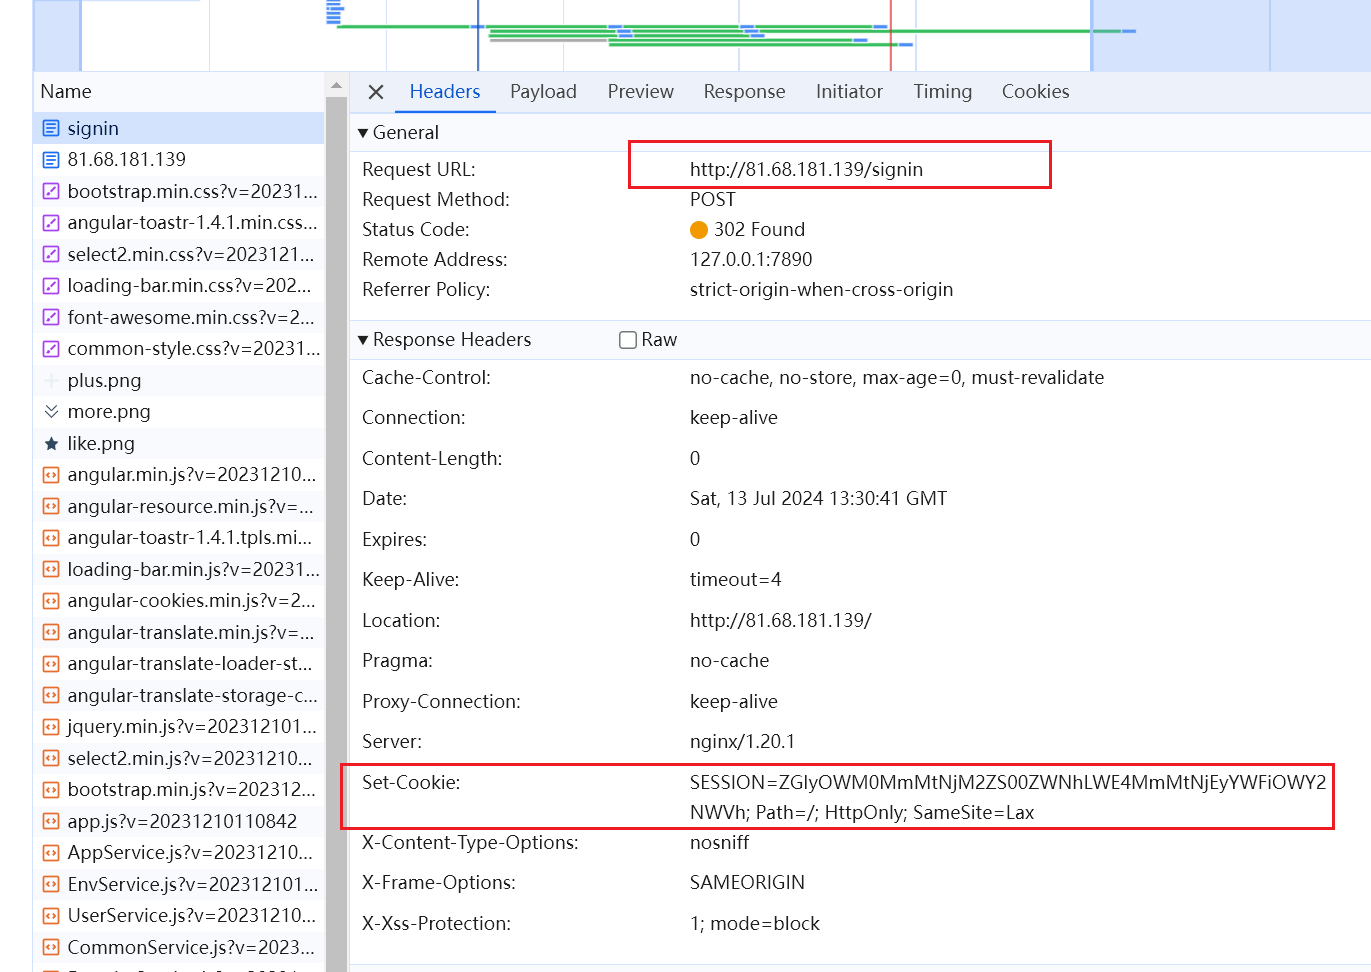 Name
signin
81.68.181.139
bootstrap.min.css?v=20231...
angular-toastr-1.4.1.min.css...
select2.min.css?v=2023121...
loading-bar.min.css?v=202...
font-awesome.min.css?v=2...
common-style.css?v=20231...
plus.png
more.png
like.png
angular.min.js?v=20231210...
angular-resource.min.js?v=...
angular-toastr-1.4.1.tpls.mi...
loading-bar.min.js?v=20231...
angular-cookies.min.js?v=2...
angular-translate.min.js?v=...
angular-translate-loader-st...
angular-translate-storage-c...
jquery.min.js?v=202312101...
select2.min.js?v=20231210...
bootstrap.min.js?v=202312...
app.js?v=20231210110842
AppService.js?v=20231210...
EnvService.js?v=202312101...
UserService.js?v=20231210...
CommonService.js?v=2023...
Headers Payload Preview Response Initiator Timing Cookies
General
Request URL: http://81.68.181.139/signin
Request Method: POST
Status Code: 302 Found
Remote Address: 127.0.0.1:7890
Referrer Policy: strict-origin-when-cross-origin
Response Headers Raw
Cache-Control: no-cache, no-store, max-age=0, must-revalidate
Connection: keep-alive
Content-Length: 0
Date: Sat, 13 Jul 2024 13:30:41 GMT
Expires: 0
Keep-Alive: timeout=4
Location: http://81.68.181.139/
Pragma: no-cache
Proxy-Connection: keep-alive
Server: nginx/1.20.1
Set-Cookie: SESSION=ZGIyOWM0MmMtNjM2ZS00ZWNhLWE4MmMtNjEyYWFiOWY2
NWVh; Path=/; HttpOnly; SameSite=Lax
X-Content-Type-Options: nosniff
X-Frame-Options: SAMEORIGIN
X-Xss-Protection: 1; mode=block